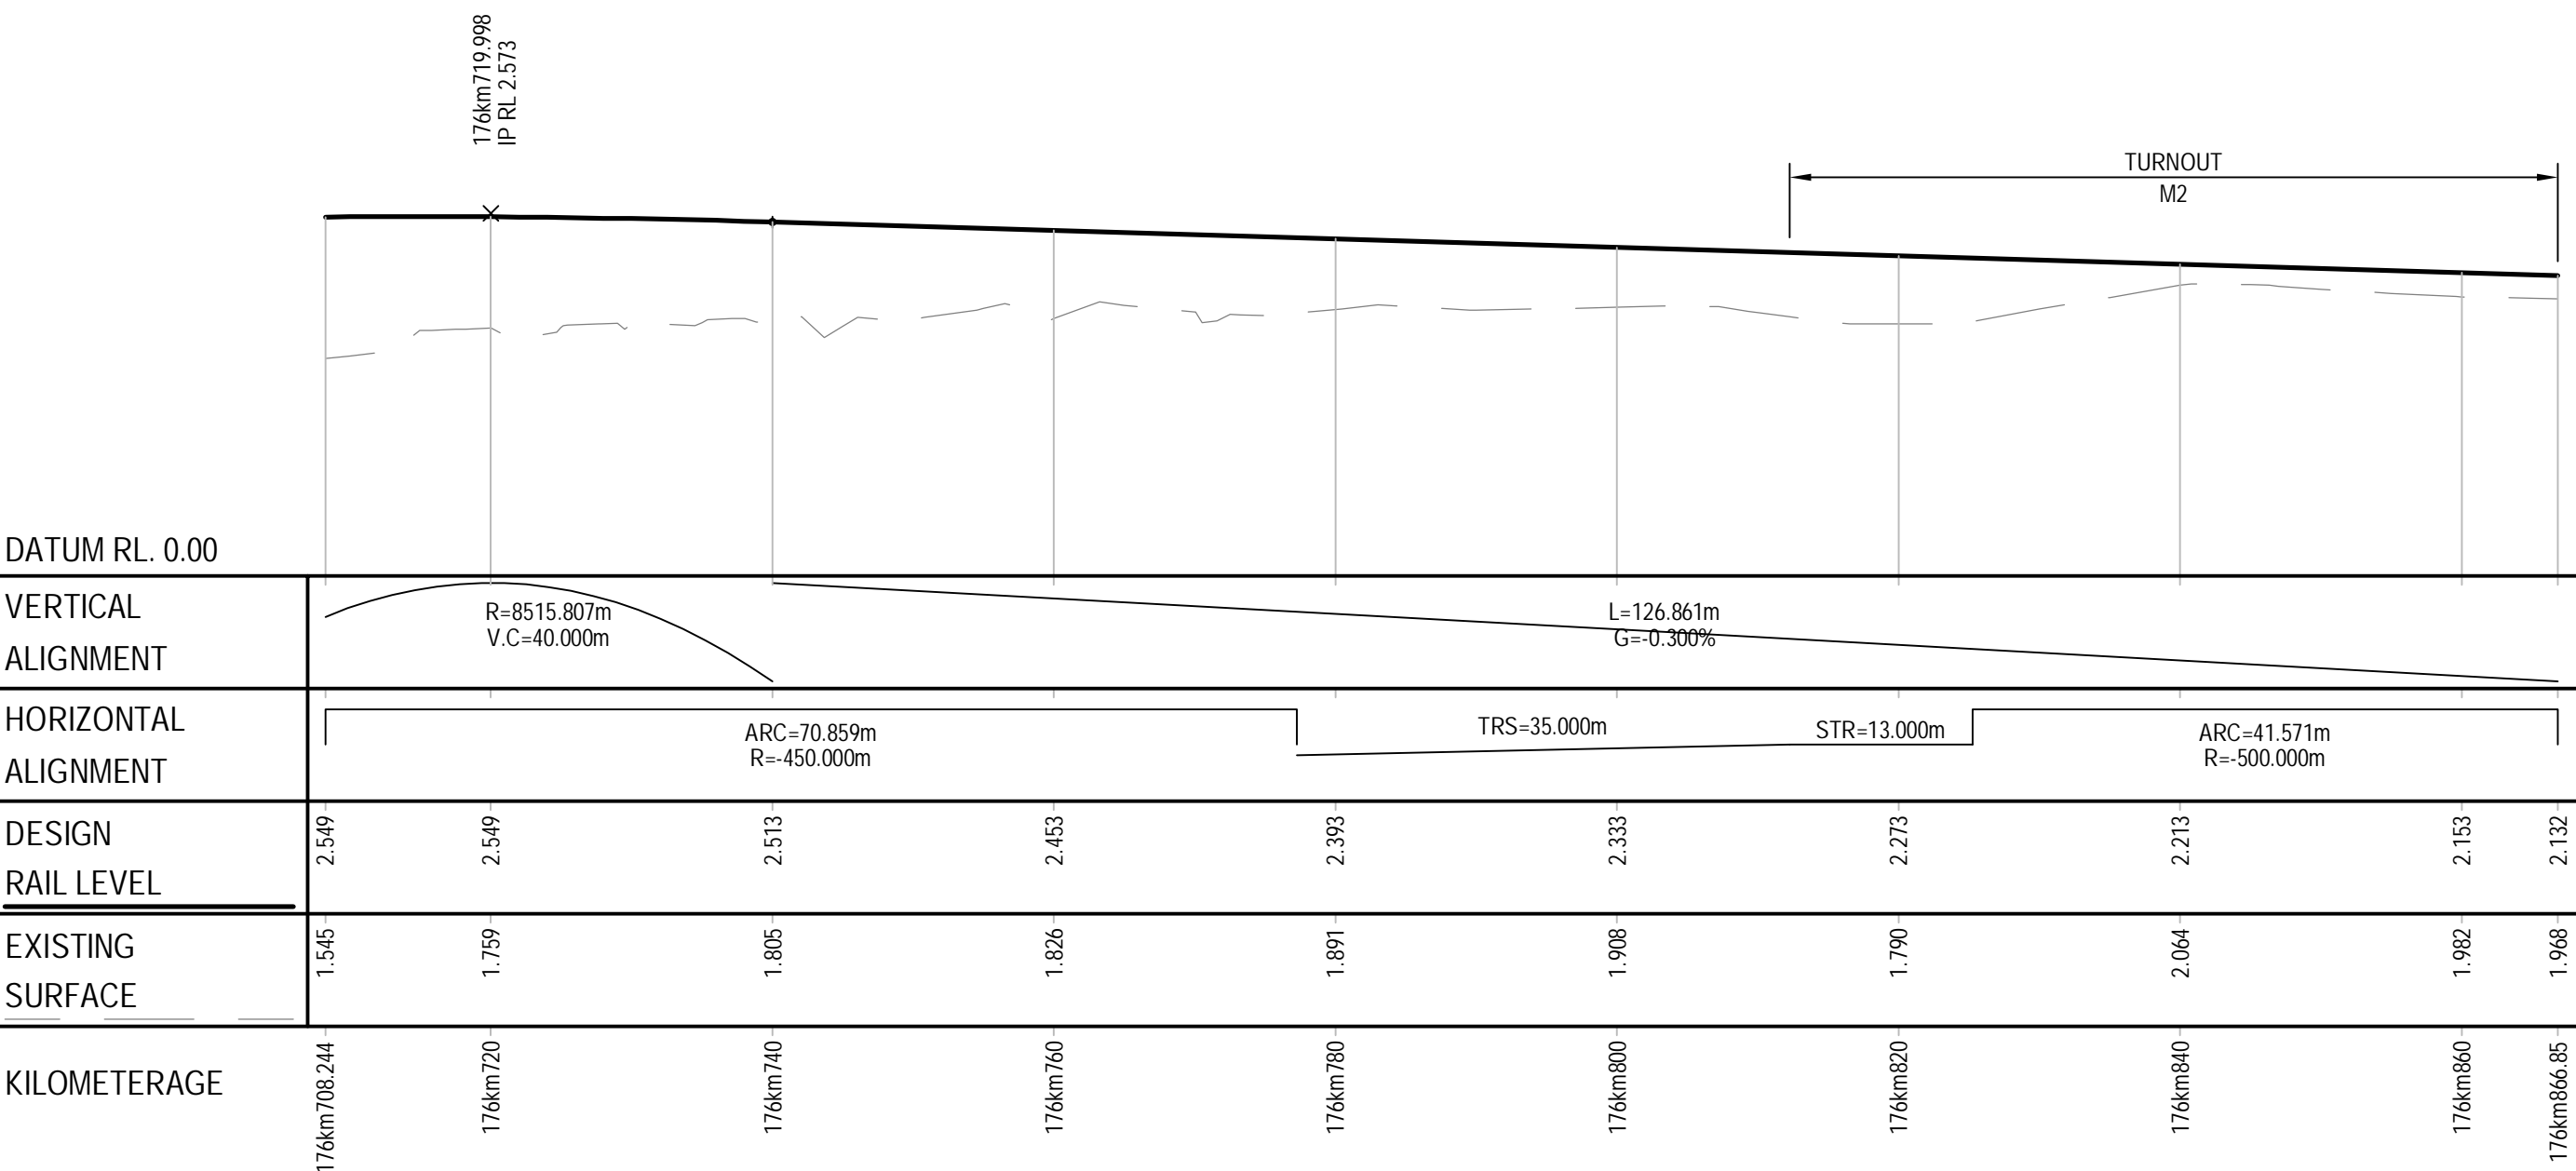 176km719.998
IP RL 2.573
TURNOUT
M2
DATUM RL. 0.00
VERTICAL
ALIGNMENT
R=8515.807m
V.C=40.000m
L=126.861m
G=-0.300%
HORIZONTAL
ALIGNMENT
ARC=70.859m
R=-450.000m
TRS=35.000m
STR=13.000m
ARC=41.571m
R=-500.000m
DESIGN
RAIL LEVEL
2.549
2.549
2.513
2.453
2.393
2.333
2.273
2.213
2.153
2.132
EXISTING
SURFACE
1.545
1.759
1.805
1.826
1.891
1.908
1.790
2.064
1.982
1.968
KILOMETERAGE
176km708.244
176km720
176km740
176km760
176km780
176km800
176km820
176km840
176km860
176km866.85